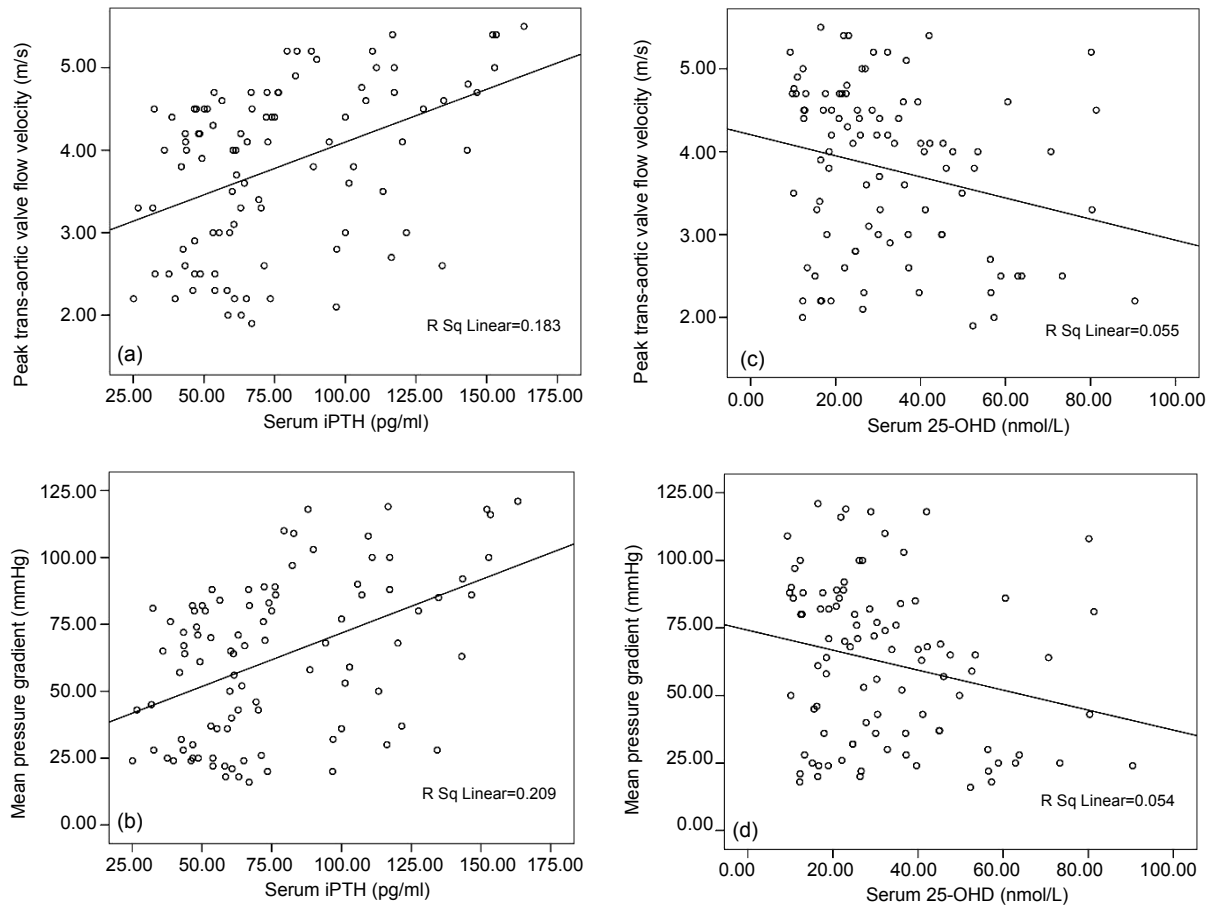 Peak trans-aortic valve flow velocity (m/s)
5.00
4.00
3.00
2.00
(a)
R Sq Linear=0.183
25.00 50.00 75.00 100.00 125.00 150.00 175.00
Serum iPTH (pg/ml)
Peak trans-aortic valve flow velocity (m/s)
5.00
4.00
3.00
2.00
(c)
R Sq Linear=0.055
0.00 20.00 40.00 60.00 80.00 100.00
Serum 25-OHD (nmol/L)
Mean pressure gradient (mmHg)
125.00
100.00
75.00
50.00
25.00
0.00
(b)
R Sq Linear=0.209
25.00 50.00 75.00 100.00 125.00 150.00 175.00
Serum iPTH (pg/ml)
Mean pressure gradient (mmHg)
125.00
100.00
75.00
50.00
25.00
0.00
(d)
R Sq Linear=0.054
0.00 20.00 40.00 60.00 80.00 100.00
Serum 25-OHD (nmol/L)